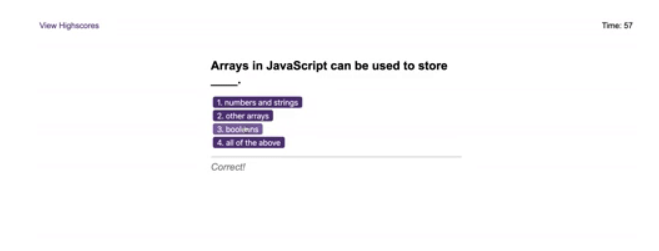 View Highscores
Time: 57
Arrays in JavaScript can be used to store
____.
1. numbers and strings
2. other arrays
3. booleans
4. all of the above
Correct!